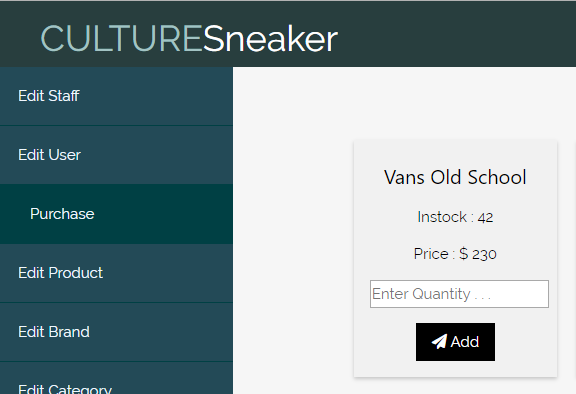 CULTURESneaker
Edit Staff
Edit User
Purchase
Edit Product
Edit Brand
Edit Category
Vans Old School
Instock : 42
Price : $ 230
Enter Quantity . . .
Add